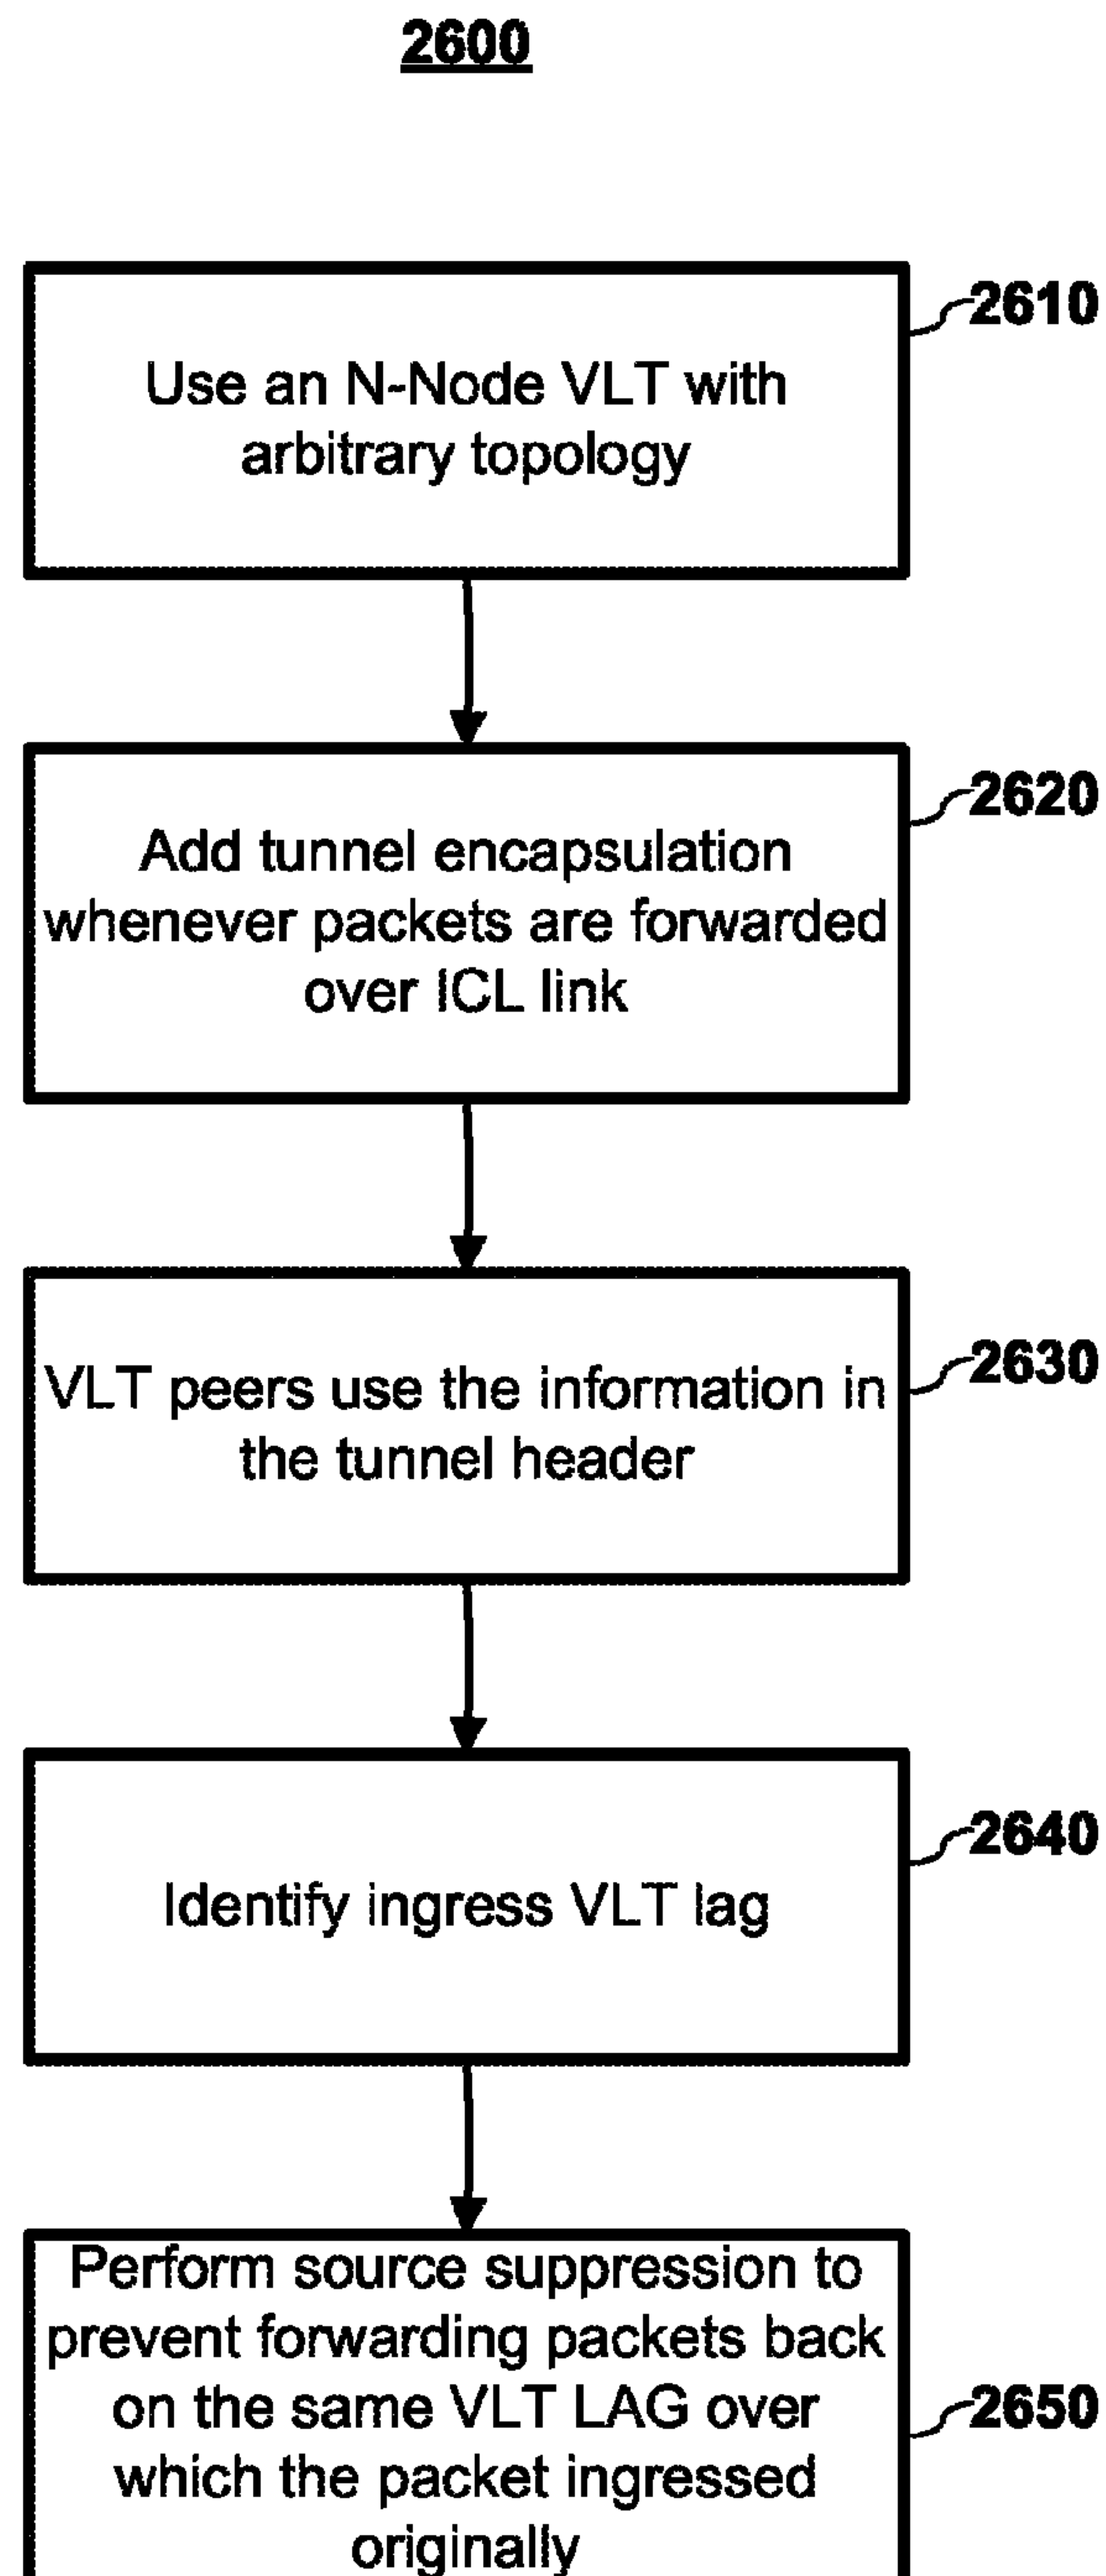 2600
2610
Use an N-Node VLT with
arbitrary topology
2620
Add tunnel encapsulation
whenever packets are forwarded
over ICL link
2630
VLT peers use the information in
the tunnel header
2640
Identify ingress VLT lag
Perform source suppression to
prevent forwarding packets back
on the same VLT LAG over
2650
which the packet ingressed
originally